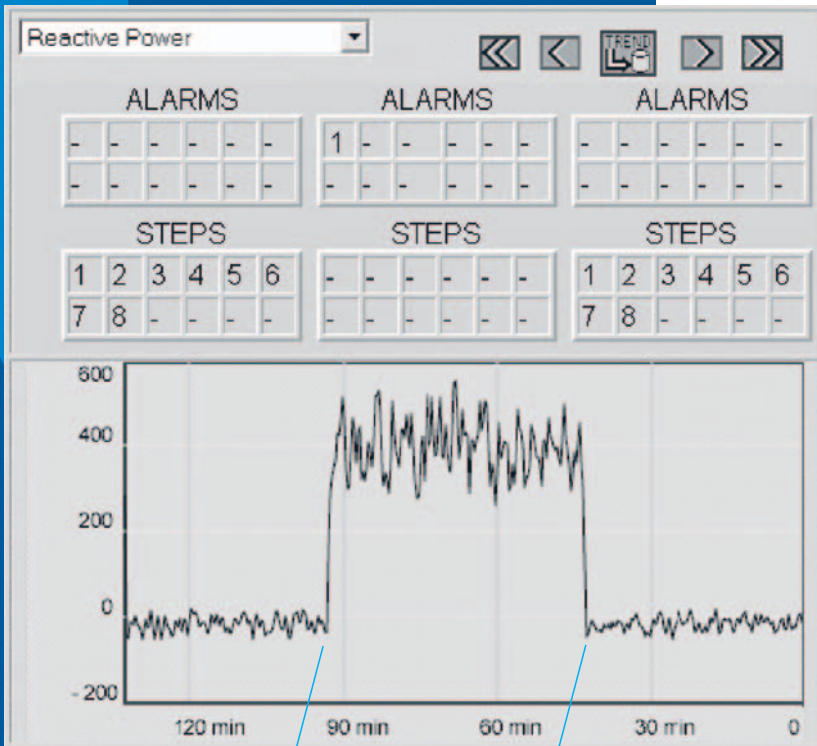 Reactive Power
TREND
ALARMS ALARMS ALARMS
- - - - - - 1 - - - - - - - - - - -
- - - - - - - - - - - - - - - - - -
STEPS STEPS STEPS
1 2 3 4 5 6 - - - - - - 1 2 3 4 5 6
7 8 - - - - - - - - - - 7 8 - - - -
600
400
200
0
- 200
120 min 90 min 60 min 30 min 0